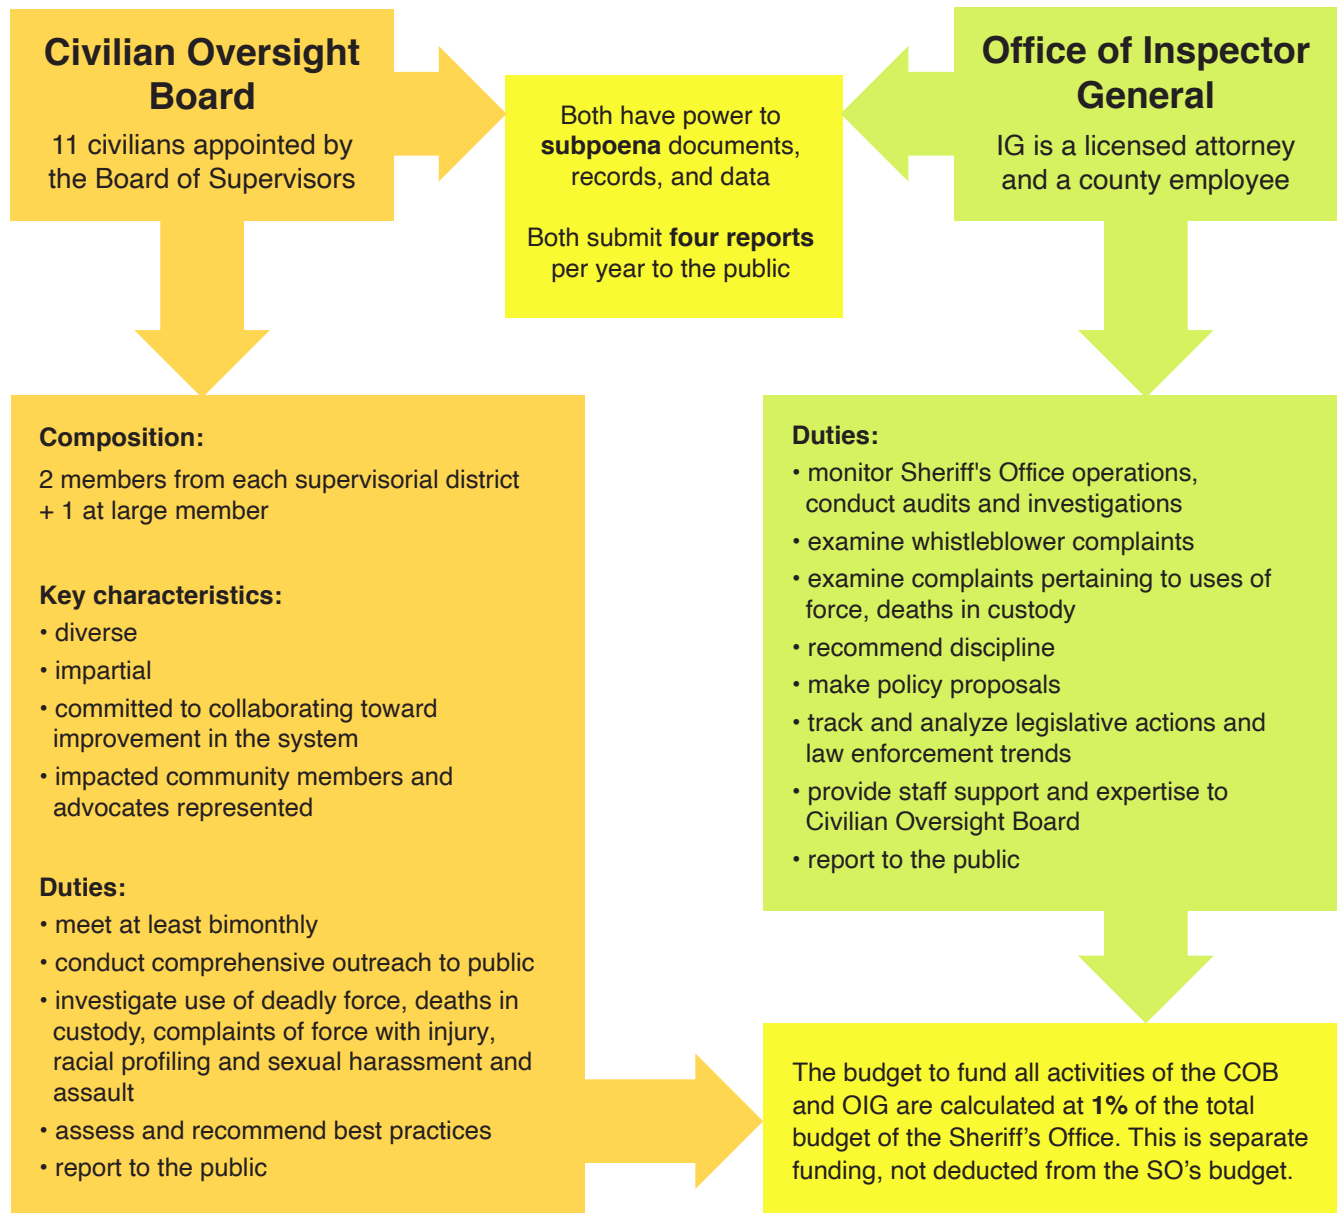 Civilian Oversight
Board
11 civilians appointed by
the Board of Supervisors
Both have power to
subpoena documents,
records, and data
Both submit four reports
per year to the public
Office of Inspector
General
IG is a licensed attorney
and a county employee
Composition:
2 members from each supervisorial district
+ 1 at large member
Key characteristics:
• diverse
• impartial
• committed to collaborating toward
improvement in the system
• impacted community members and
advocates represented
Duties:
• meet at least bimonthly
• conduct comprehensive outreach to public
• investigate use of deadly force, deaths in
custody, complaints of force with injury,
racial profiling and sexual harassment and
assault
• assess and recommend best practices
• report to the public
Duties:
• monitor Sheriff's Office operations,
conduct audits and investigations
• examine whistleblower complaints
• examine complaints pertaining to uses of
force, deaths in custody
• recommend discipline
• make policy proposals
• track and analyze legislative actions and
law enforcement trends
• provide staff support and expertise to
Civilian Oversight Board
• report to the public
The budget to fund all activities of the COB
and OIG are calculated at 1% of the total
budget of the Sheriff’s Office. This is separate
funding, not deducted from the SO’s budget.